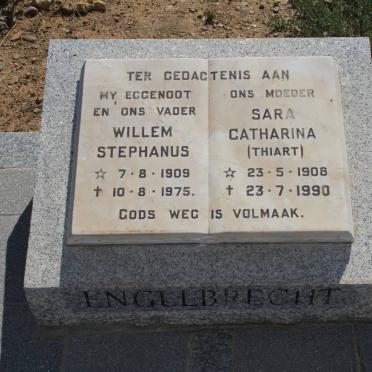 TER GEDAGTENIS AAN
MY EGGENOOT
EN ONS VADER
WILLEM
STEPHANUS
☆ 7-8-1909
✝ 10-8-1975.
ONS MOEDER
SARA
CATHARINA
(THIART)
☆ 23-5-1908
✝ 23-7-1990
GODS WEG IS VOLMAAK.
ENGELBRECHT